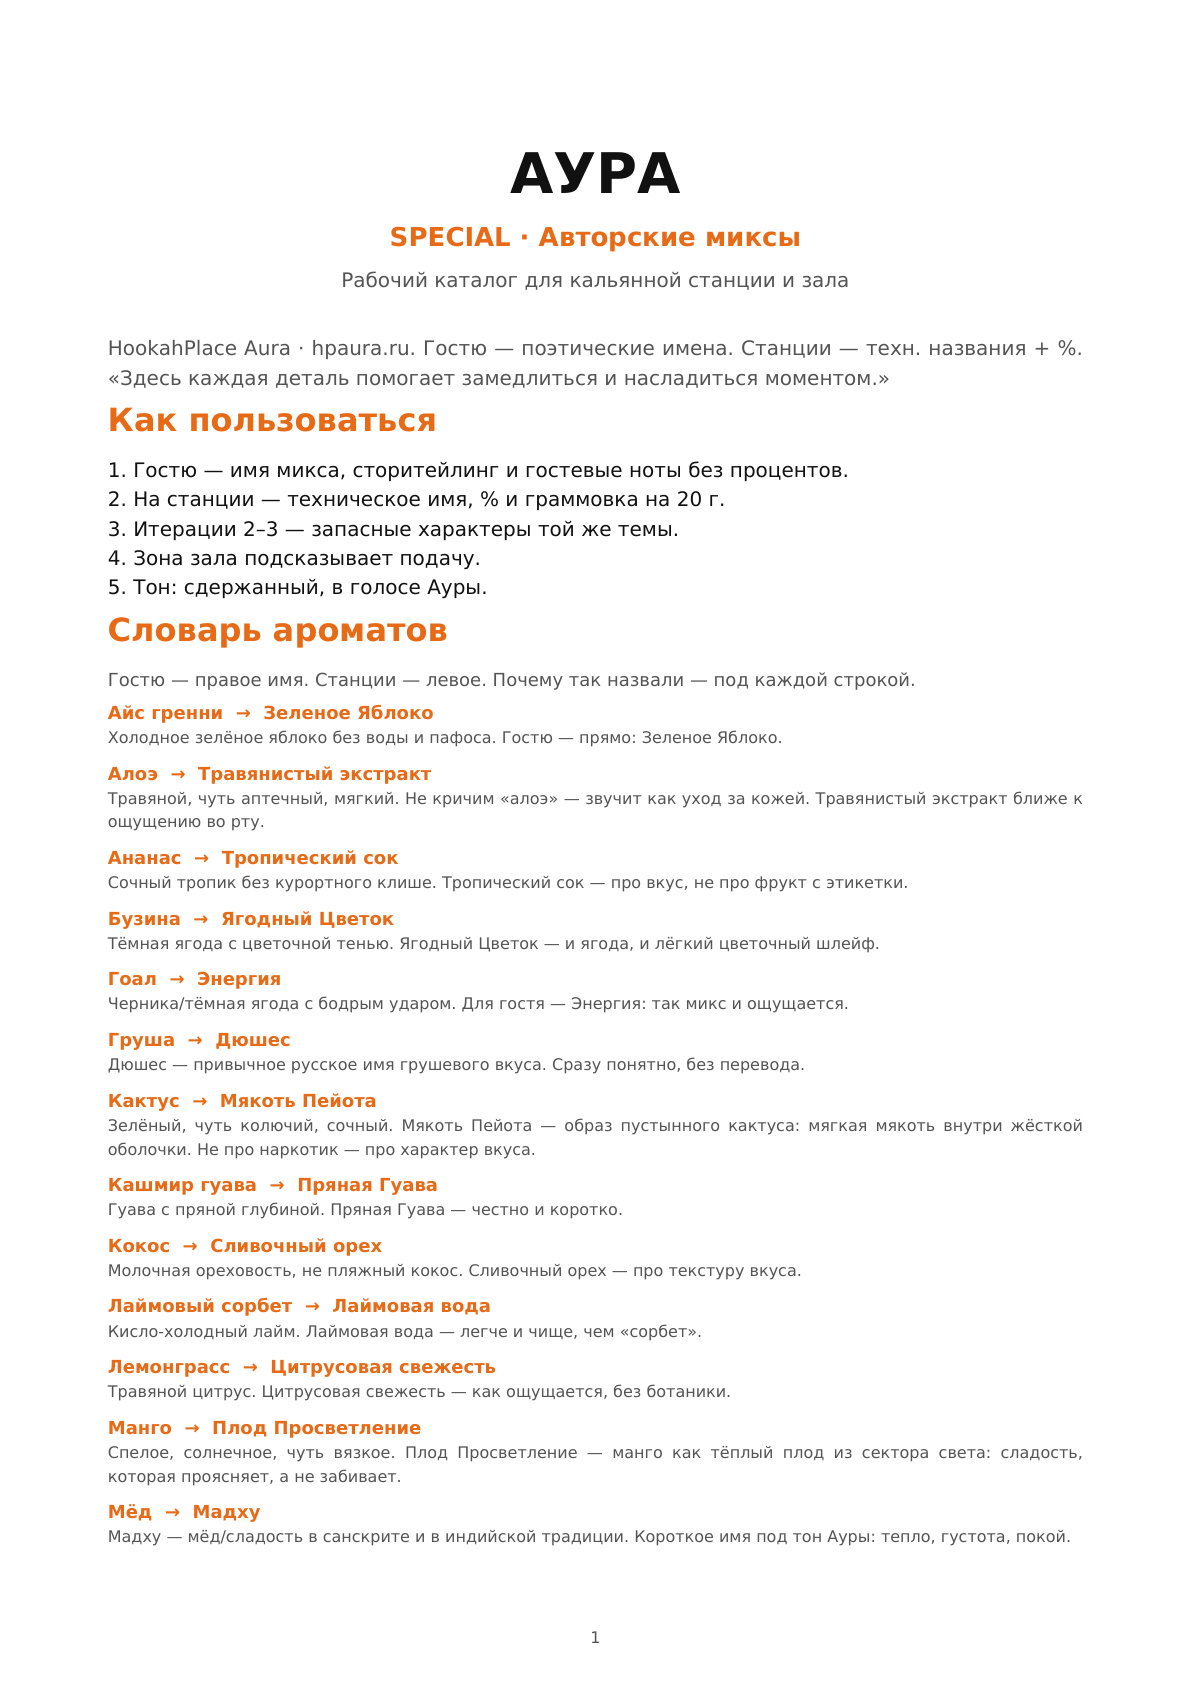 АУРА
SPECIAL · Авторские миксы
Рабочий каталог для кальянной станции и зала
HookahPlace Aura · hpaura.ru. Гостю — поэтические имена. Станции — техн. названия + %.
«Здесь каждая деталь помогает замедлиться и насладиться моментом.»
Как пользоваться
1. Гостю — имя микса, сторитейлинг и гостевые ноты без процентов.
2. На станции — техническое имя, % и граммовка на 20 г.
3. Итерации 2–3 — запасные характеры той же темы.
4. Зона зала подсказывает подачу.
5. Тон: сдержанный, в голосе Ауры.
Словарь ароматов
Гостю — правое имя. Станции — левое. Почему так назвали — под каждой строкой.
Айс гренни → Зеленое Яблоко
Холодное зелёное яблоко без воды и пафоса. Гостю — прямо: Зеленое Яблоко.
Алоэ → Травянистый экстракт
Травяной, чуть аптечный, мягкий. Не кричим «алоэ» — звучит как уход за кожей. Травянистый экстракт ближе к
ощущению во рту.
Ананас → Тропический сок
Сочный тропик без курортного клише. Тропический сок — про вкус, не про фрукт с этикетки.
Бузина → Ягодный Цветок
Тёмная ягода с цветочной тенью. Ягодный Цветок — и ягода, и лёгкий цветочный шлейф.
Гоал → Энергия
Черника/тёмная ягода с бодрым ударом. Для гостя — Энергия: так микс и ощущается.
Груша → Дюшес
Дюшес — привычное русское имя грушевого вкуса. Сразу понятно, без перевода.
Кактус → Мякоть Пейота
Зелёный, чуть колючий, сочный. Мякоть Пейота — образ пустынного кактуса: мягкая мякоть внутри жёсткой
оболочки. Не про наркотик — про характер вкуса.
Кашмир гуава → Пряная Гуава
Гуава с пряной глубиной. Пряная Гуава — честно и коротко.
Кокос → Сливочный орех
Молочная ореховость, не пляжный кокос. Сливочный орех — про текстуру вкуса.
Лаймовый сорбет → Лаймовая вода
Кисло-холодный лайм. Лаймовая вода — легче и чище, чем «сорбет».
Лемонграсс → Цитрусовая свежесть
Травяной цитрус. Цитрусовая свежесть — как ощущается, без ботаники.
Манго → Плод Просветление
Спелое, солнечное, чуть вязкое. Плод Просветление — манго как тёплый плод из сектора света: сладость,
которая проясняет, а не забивает.
Мёд → Мадху
Мадху — мёд/сладость в санскрите и в индийской традиции. Короткое имя под тон Ауры: тепло, густота, покой.
1